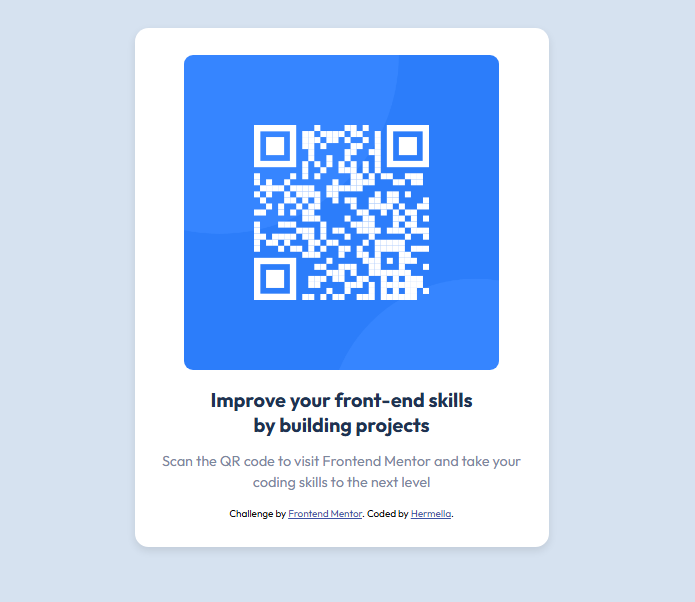 Improve your front-end skills
by building projects
Scan the QR code to visit Frontend Mentor and take your
coding skills to the next level
Challenge by Frontend Mentor. Coded by Hermella.